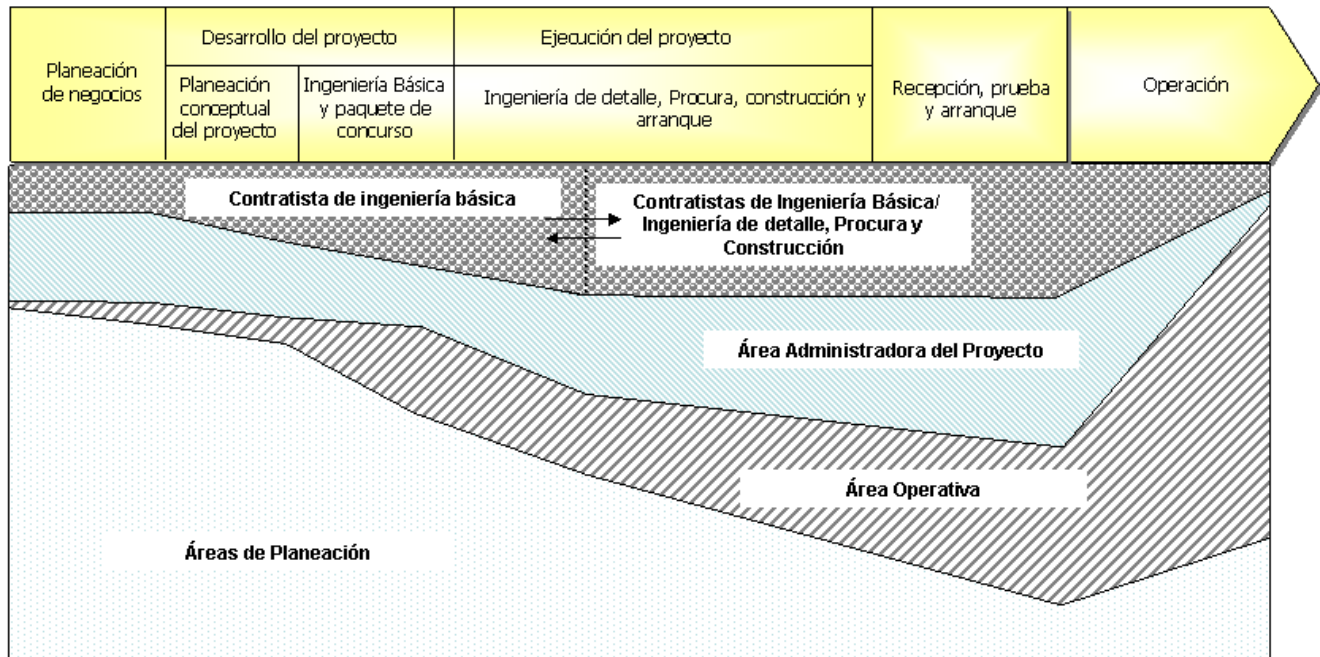 Planeación
de negocios
Desarrollo del proyecto
Planeación
conceptual
del proyecto
Ingeniería Básica
y paquete de
concurso
Ejecución del proyecto
Ingeniería de detalle, Procura, construcción y
arranque
Recepción, prueba
y arranque
Operación
Contratista de ingeniería básica
Contratistas de Ingeniería Básica/
Ingeniería de detalle, Procura y
Construcción
Área Administradora del Proyecto
Área Operativa
Áreas de Planeación